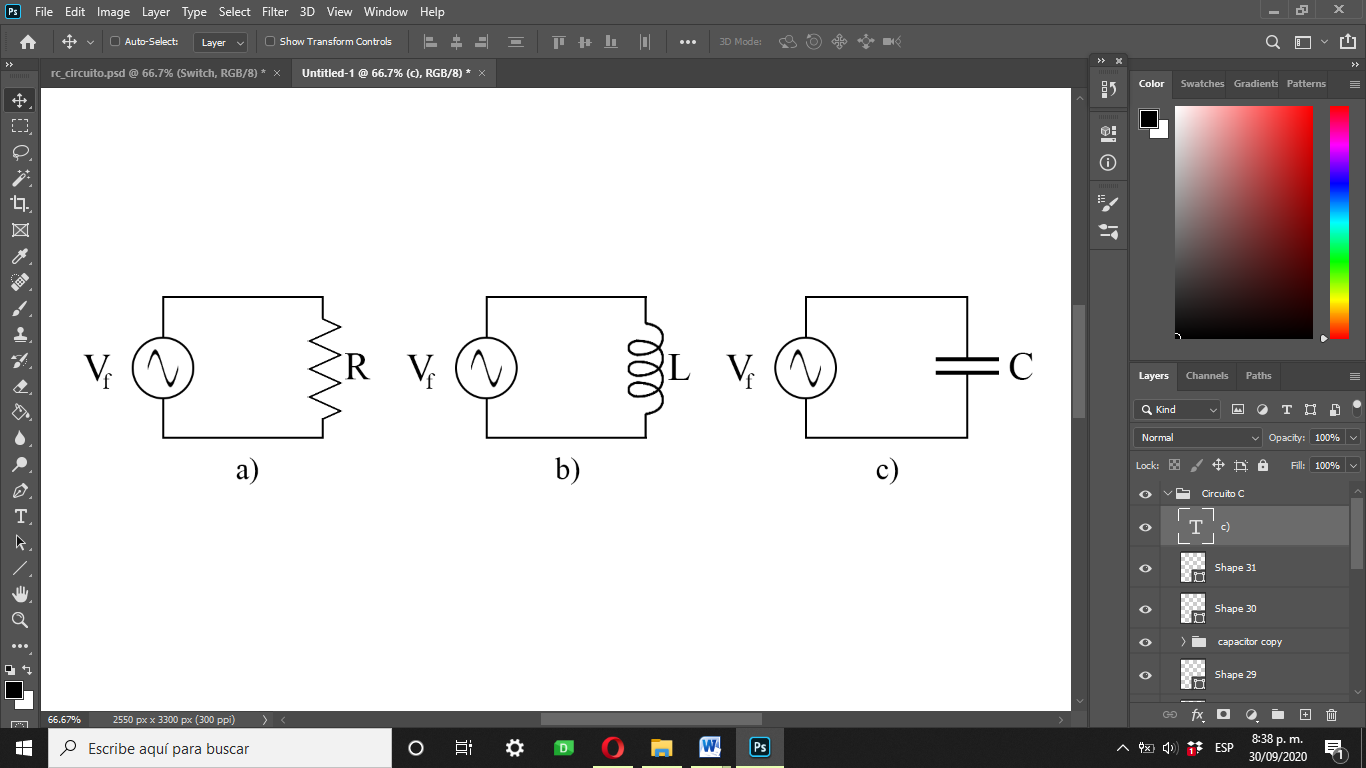 Ps File Edit Image Layer Type Select Filter 3D View Window Help
Auto-Select: Layer Show Transform Controls 3D Mode:
rc_circuito.psd @ 66.7% (Switch, RGB/8) * × Untitled-1 @ 66.7% (c), RGB/8) * ×
Color Swatches Gradients Patterns
Vf R Vf L Vf C
a) b) c)
Layers Channels Paths
Kind
Normal Opacity: 100%
Lock: Fill: 100%
Circuito C
T c)
Shape 31
Shape 30
capacitor copy
Shape 29
66.67% 2550 px x 3300 px (300 ppi)
fx
Escribe aquí para buscar
D
W
Ps
1
ESP
8:38 p. m.
30/09/2020
1